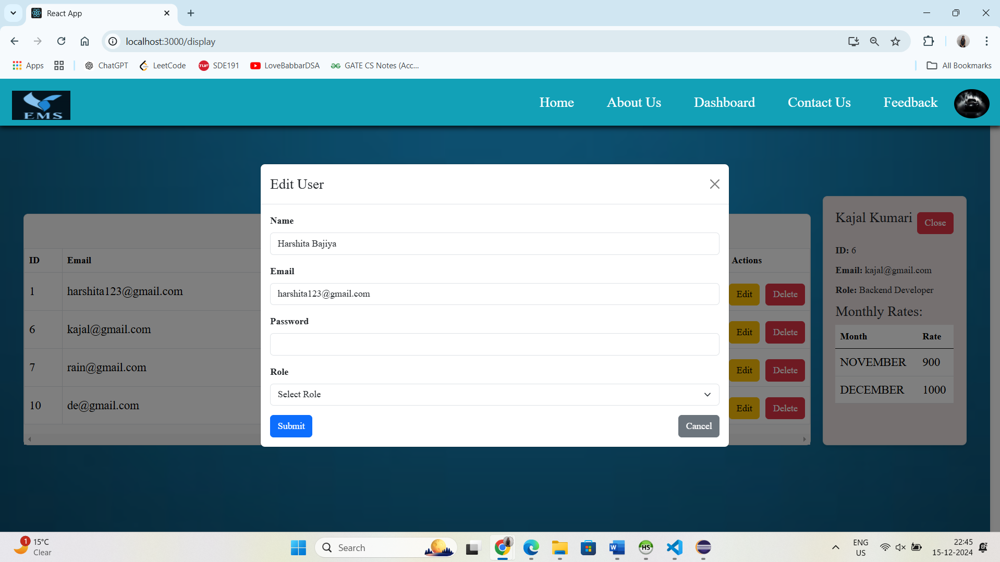 React App
localhost:3000/display
Apps
ChatGPT
LeetCode
TUF SDE191
LoveBabbarDSA
GATE CS Notes (Acc...
All Bookmarks
EMS
Home About Us Dashboard Contact Us Feedback
Edit User
Name
Harshita Bajiya
Email
harshita123@gmail.com
Password
Role
Select Role
Submit Cancel
ID Email Actions
1 harshita123@gmail.com Edit Delete
6 kajal@gmail.com Edit Delete
7 rain@gmail.com Edit Delete
10 de@gmail.com Edit Delete
Kajal Kumari Close
ID: 6
Email: kajal@gmail.com
Role: Backend Developer
Monthly Rates:
Month Rate
NOVEMBER 900
DECEMBER 1000
1
15°C
Clear
Search
W
HS
ENG
US
22:45
15-12-2024